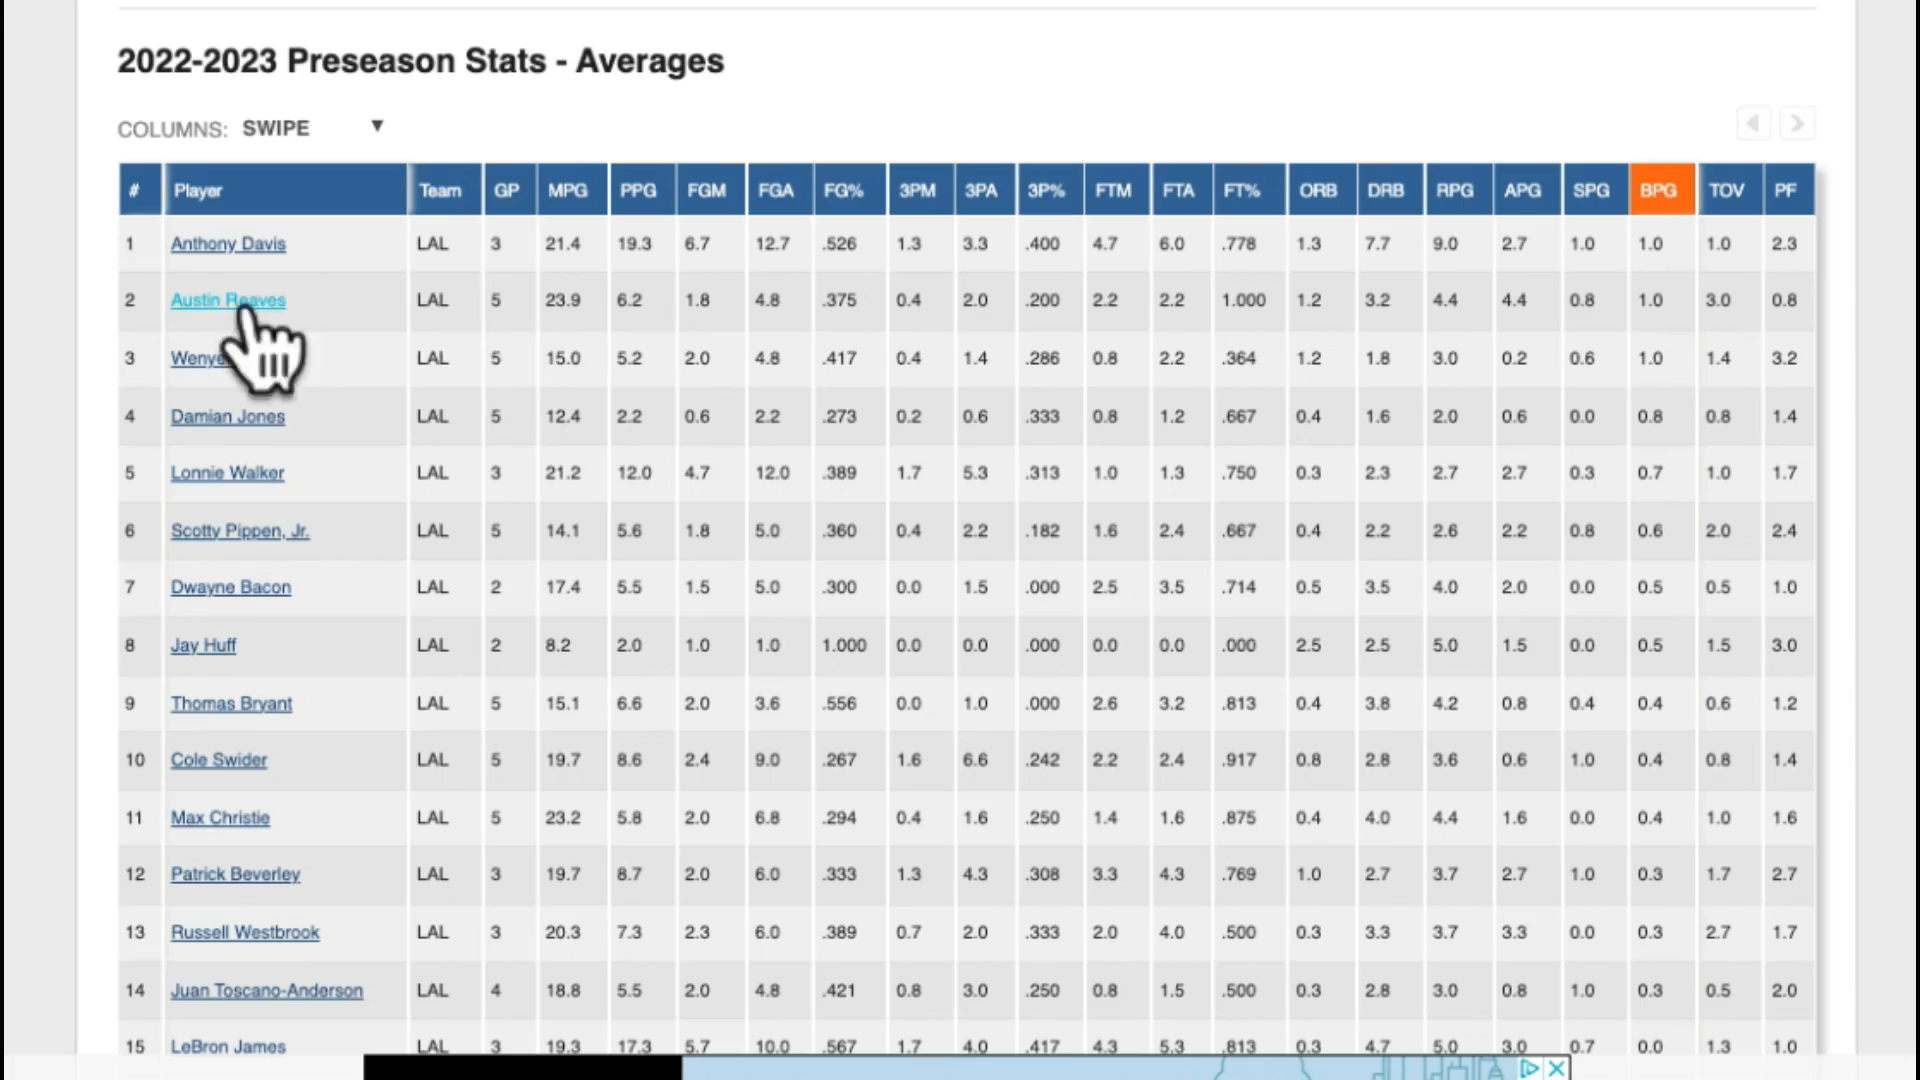 2022-2023 Preseason Stats - Averages
COLUMNS: SWIPE ▼
# Player Team GP MPG PPG FGM FGA FG% 3PM 3PA 3P% FTM FTA FT% ORB DRB RPG APG SPG BPG TOV PF
1 Anthony Davis LAL 3 21.4 19.3 6.7 12.7 .526 1.3 3.3 .400 4.7 6.0 .778 1.3 7.7 9.0 2.7 1.0 1.0 1.0 2.3
2 Austin Reaves LAL 5 23.9 6.2 1.8 4.8 .375 0.4 2.0 .200 2.2 2.2 1.000 1.2 3.2 4.4 4.4 0.8 1.0 3.0 0.8
3 LAL 5 15.0 5.2 2.0 4.8 .417 0.4 1.4 .286 0.8 2.2 .364 1.2 1.8 3.0 0.2 0.6 1.0 1.4 3.2
4 Damian Jones LAL 5 12.4 2.2 0.6 2.2 .273 0.2 0.6 .333 0.8 1.2 .667 0.4 1.6 2.0 0.6 0.0 0.8 0.8 1.4
5 Lonnie Walker LAL 3 21.2 12.0 4.7 12.0 .389 1.7 5.3 .313 1.0 1.3 .750 0.3 2.3 2.7 2.7 0.3 0.7 1.0 1.7
6 Scotty Pippen, Jr. LAL 5 14.1 5.6 1.8 5.0 .360 0.4 2.2 .182 1.6 2.4 .667 0.4 2.2 2.6 2.2 0.8 0.6 2.0 2.4
7 Dwayne Bacon LAL 2 17.4 5.5 1.5 5.0 .300 0.0 1.5 .000 2.5 3.5 .714 0.5 3.5 4.0 2.0 0.0 0.5 0.5 1.0
8 Jay Huff LAL 2 8.2 2.0 1.0 1.0 1.000 0.0 0.0 .000 0.0 0.0 .000 2.5 2.5 5.0 1.5 0.0 0.5 1.5 3.0
9 Thomas Bryant LAL 5 15.1 6.6 2.0 3.6 .556 0.0 1.0 .000 2.6 3.2 .813 0.4 3.8 4.2 0.8 0.4 0.4 0.6 1.2
10 Cole Swider LAL 5 19.7 8.6 2.4 9.0 .267 1.6 6.6 .242 2.2 2.4 .917 0.8 2.8 3.6 0.6 1.0 0.4 0.8 1.4
11 Max Christie LAL 5 23.2 5.8 2.0 6.8 .294 0.4 1.6 .250 1.4 1.6 .875 0.4 4.0 4.4 1.6 0.0 0.4 1.0 1.6
12 Patrick Beverley LAL 3 19.7 8.7 2.0 6.0 .333 1.3 4.3 .308 3.3 4.3 .769 1.0 2.7 3.7 2.7 1.0 0.3 1.7 2.7
13 Russell Westbrook LAL 3 20.3 7.3 2.3 6.0 .389 0.7 2.0 .333 2.0 4.0 .500 0.3 3.3 3.7 3.3 0.0 0.3 2.7 1.7
14 Juan Toscano-Anderson LAL 4 18.8 5.5 2.0 4.8 .421 0.8 3.0 .250 0.8 1.5 .500 0.3 2.8 3.0 0.8 1.0 0.3 0.5 2.0
15 LeBron James LAL 3 19.3 17.3 5.7 10.0 .567 1.7 4.0 .417 4.3 5.3 .813 0.3 4.7 5.0 3.0 0.7 0.0 1.3 1.0